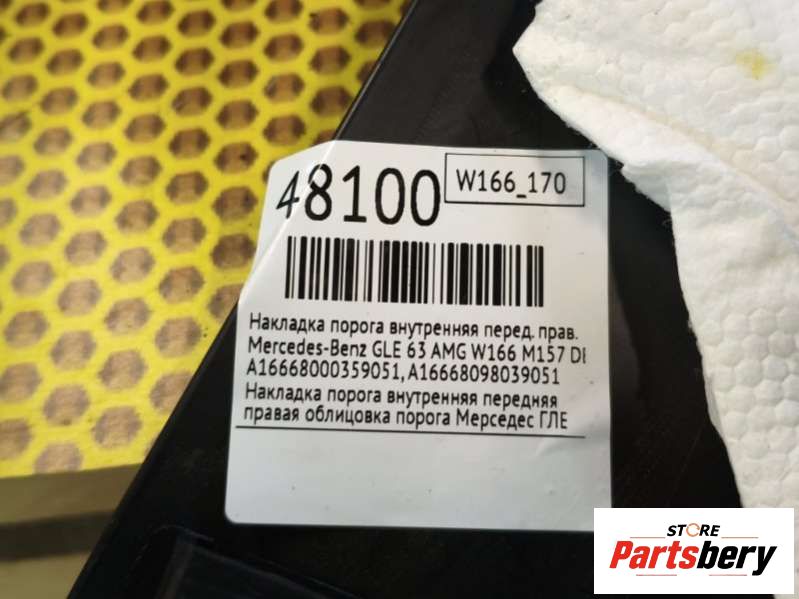 48100
W166_170
Накладка порога внутренняя перед. прав.
Mercedes-Benz GLE 63 AMG W166 M157 DE
A16668000359051, A16668098039051
Накладка порога внутренняя передняя
правая облицовка порога Мерседес ГЛЕ
STORE
Partsbery